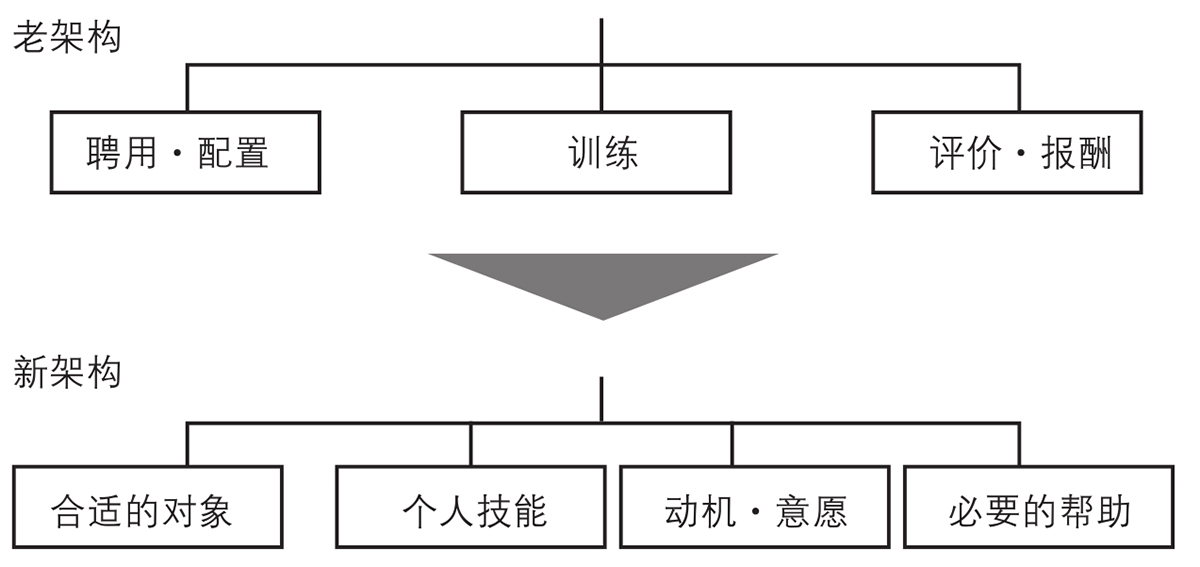 老架构
聘用・配置
训练
评价・报酬
新架构
合适的对象
个人技能
动机・意愿
必要的帮助